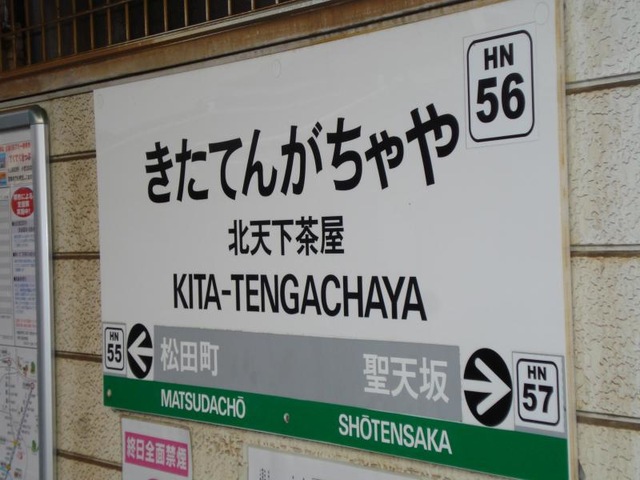 HN
56
きたてんがちゃや
北天下茶屋
KITA-TENGACHAYA
HN
55
松田町
聖天坂
HN
57
MATSUDACHŌ
SHŌTENSAKA
終日全面禁煙